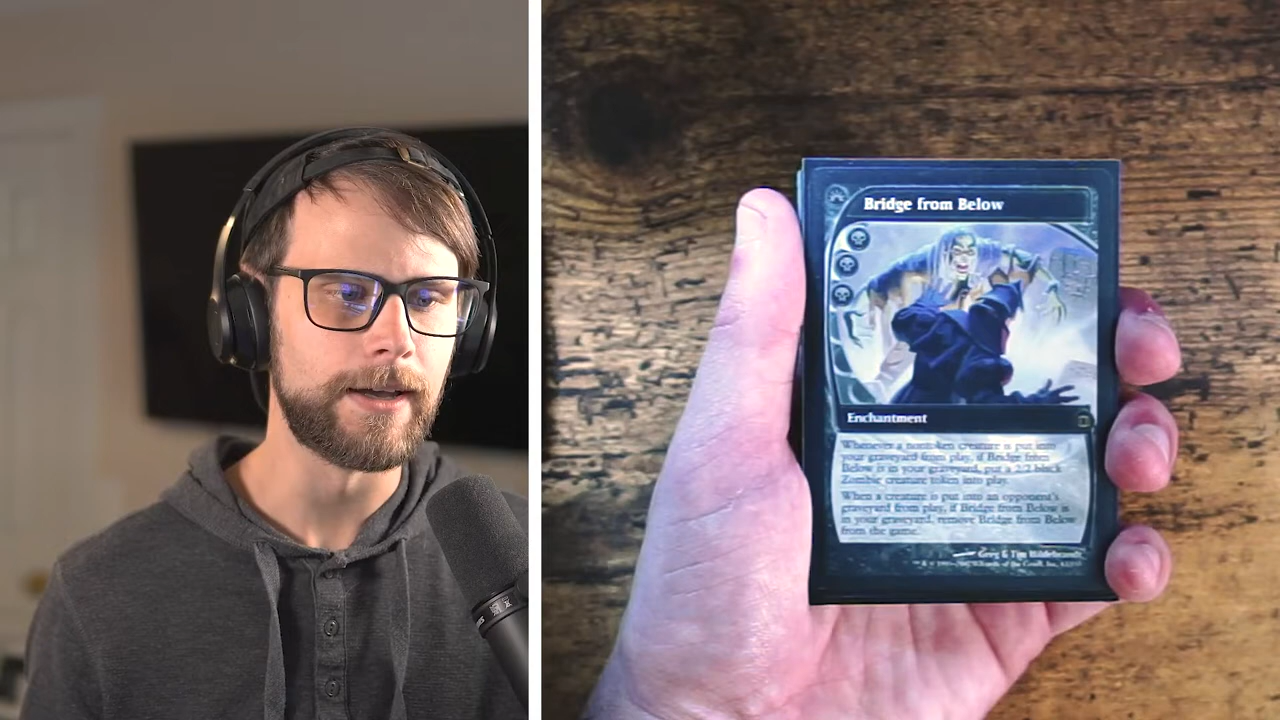 Bridge from Below
Enchantment
Whenever a nontoken creature is put into
your graveyard from play, if Bridge from
Below is in your graveyard, put a 2/2 black
Zombie creature token into play.
When a creature is put into an opponent's
graveyard from play, if Bridge from Below is
in your graveyard, remove Bridge from Below
from the game.
Greg & Tim Hildebrandt